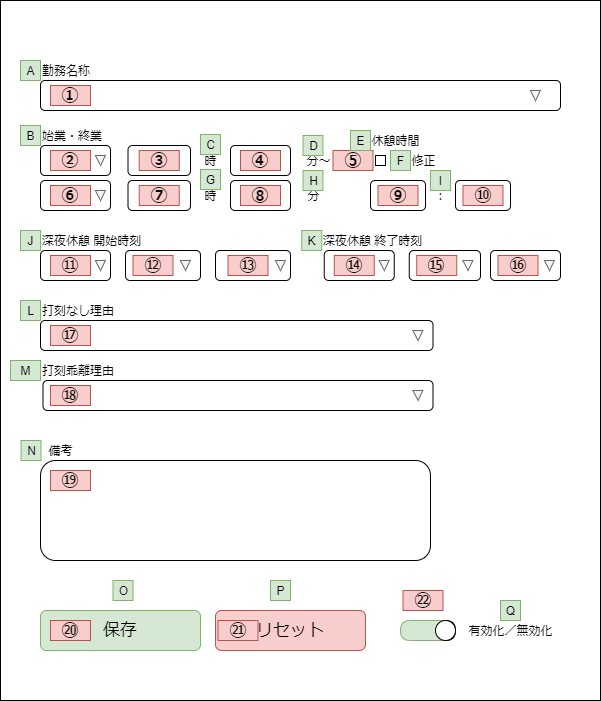 A 勤務名称
① ▽
B 始業・終業
C D E 休憩時間
② ▽ ③ 時 ④ 分～ ⑤ □ F 修正
G H I
⑥ ▽ ⑦ 時 ⑧ 分 ⑨ : ⑩
J 深夜休憩 開始時刻 K 深夜休憩 終了時刻
⑪ ▽ ⑫ ▽ ⑬ ▽ ⑭ ▽ ⑮ ▽ ⑯ ▽
L 打刻なし理由
⑰ ▽
M 打刻乖離理由
⑱ ▽
N 備考
⑲
O P ㉒ Q
⑳ 保存 ㉑ リセット 有効化／無効化